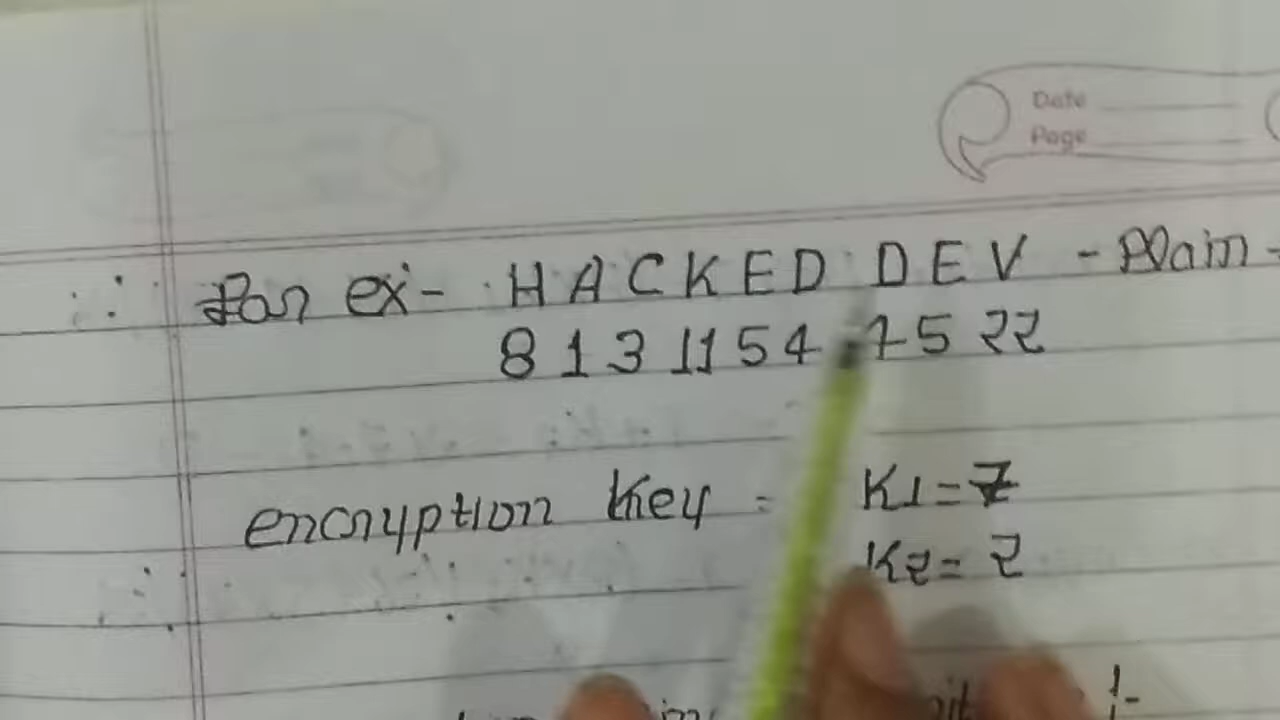 Date
Page
∴ for ex- HACKED DEV - Plain -
8 1 3 11 5 4 4 5 22
encryption key = K1=7
K2=2